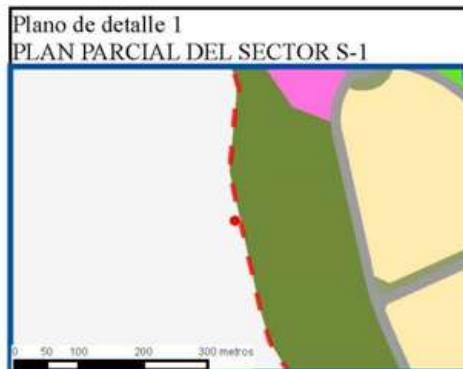 Plano de detalle 1
PLAN PARCIAL DEL SECTOR S-1
0 50 100 200 300 metros